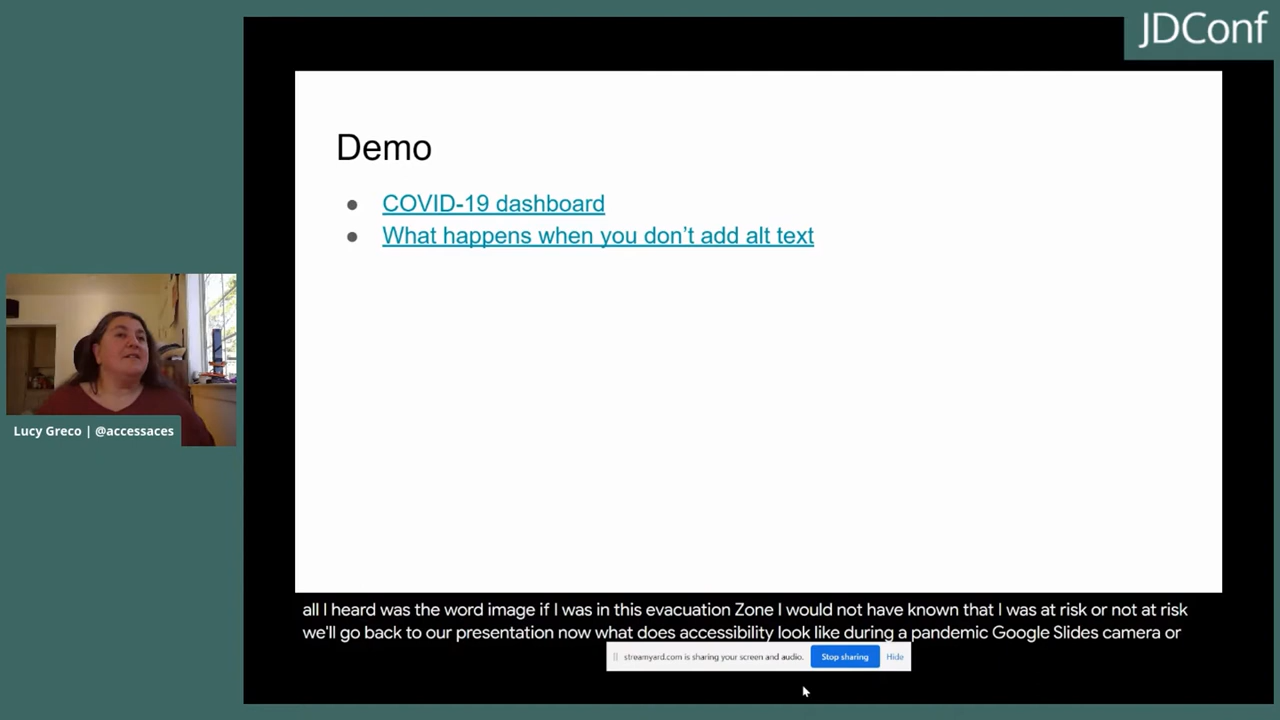 JDConf
Demo
● COVID-19 dashboard
● What happens when you don't add alt text
Lucy Greco | @accessaces
all I heard was the word image if I was in this evacuation Zone I would not have known that I was at risk or not at risk
we'll go back to our presentation now what does accessibility look like during a pandemic Google Slides camera or
streamyard.com is sharing your screen and audio. Stop sharing Hide